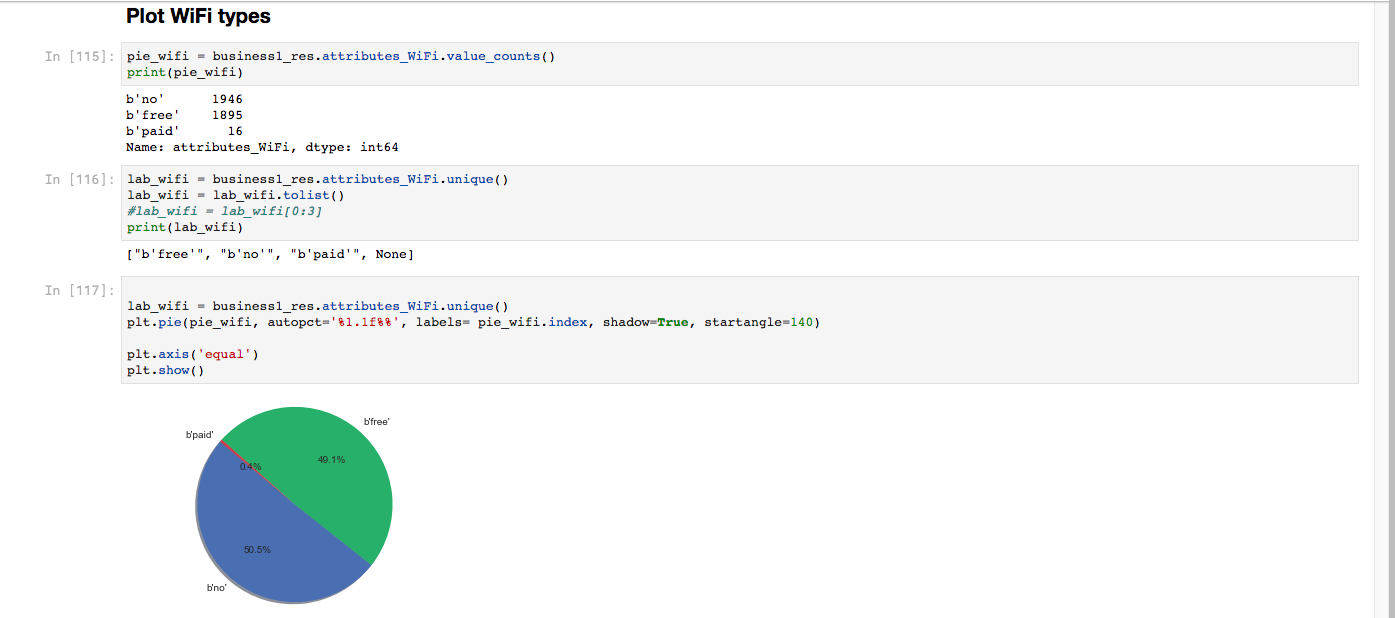 Plot WiFi types
In [115]:
pie_wifi = business1_res.attributes_WiFi.value_counts()
print(pie_wifi)
b'no'      1946
b'free'    1895
b'paid'      16
Name: attributes_WiFi, dtype: int64
In [116]:
lab_wifi = business1_res.attributes_WiFi.unique()
lab_wifi = lab_wifi.tolist()
#lab_wifi = lab_wifi[0:3]
print(lab_wifi)
["b'free'", "b'no'", "b'paid'", None]
In [117]:
lab_wifi = business1_res.attributes_WiFi.unique()
plt.pie(pie_wifi, autopct='%1.1f%%', labels= pie_wifi.index, shadow=True, startangle=140)
plt.axis('equal')
plt.show()
b'free'
b'paid'
49.1%
0.4%
50.5%
b'no'